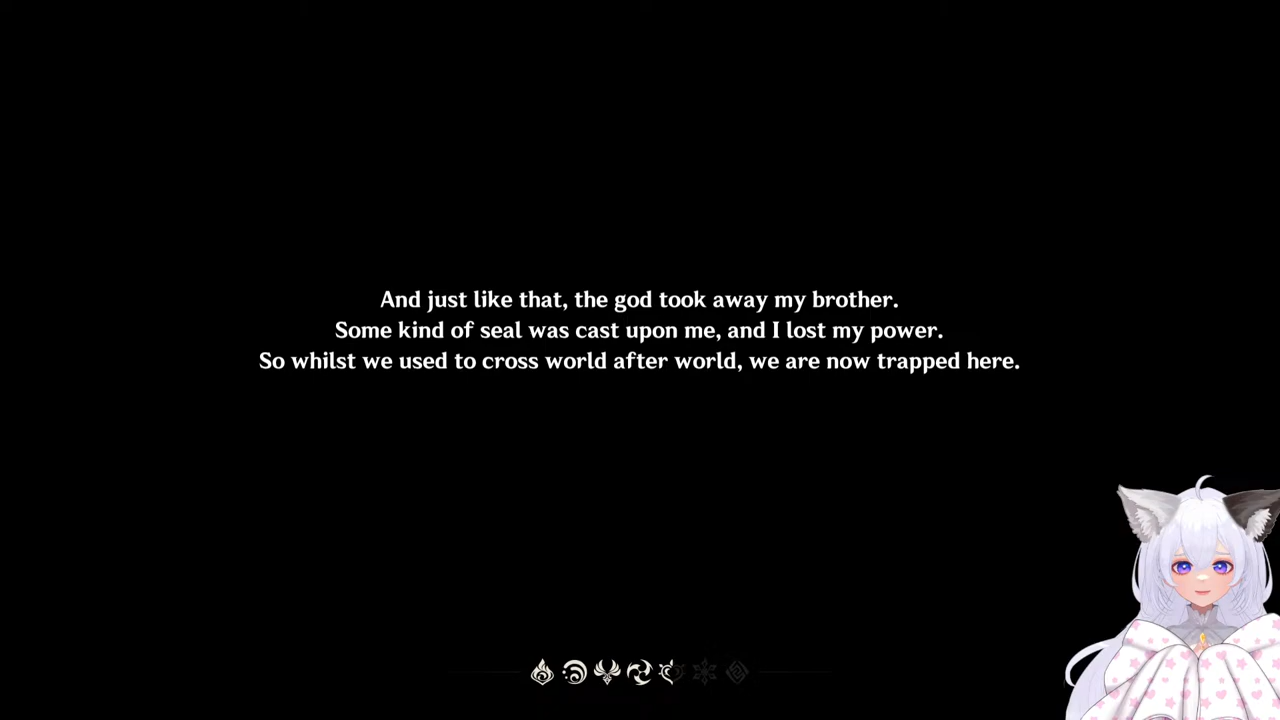 And just like that, the god took away my brother.
Some kind of seal was cast upon me, and I lost my power.
So whilst we used to cross world after world, we are now trapped here.